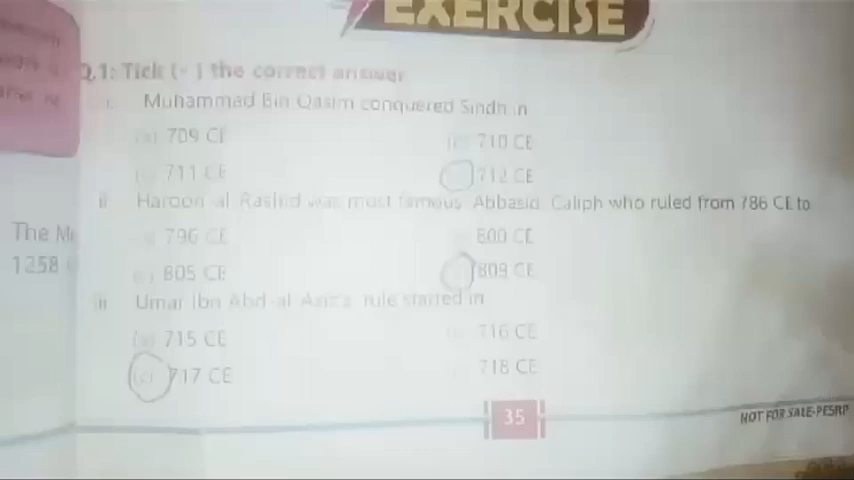 EXERCISE
Q.1: Tick (- ) the correct answer
i. Muhammad Bin Qasim conquered Sindh in
(a) 709 CE
(b) 710 CE
711 CE
712 CE
ii Haroon al Rashid was most famous Abbasid Caliph who ruled from 786 CE to
796 CE
800 CE
805 CE
809 CE
iii Umar Ibn Abd-al rule started in
(a) 715 CE
716 CE
(c) 717 CE
718 CE
The
1258
35
NOT FOR SALE-PESRP